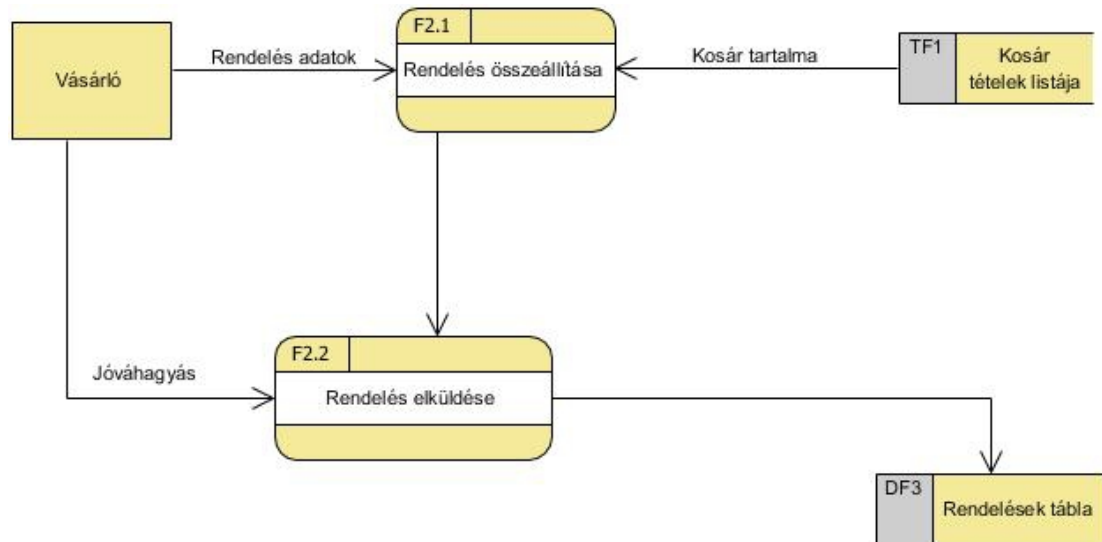 F2.1
Rendelés összeállítása
Vásárló
Rendelés adatok
Kosár tartalma
TF1
Kosár
tételek listája
Jóváhagyás
F2.2
Rendelés elküldése
DF3
Rendelések tábla